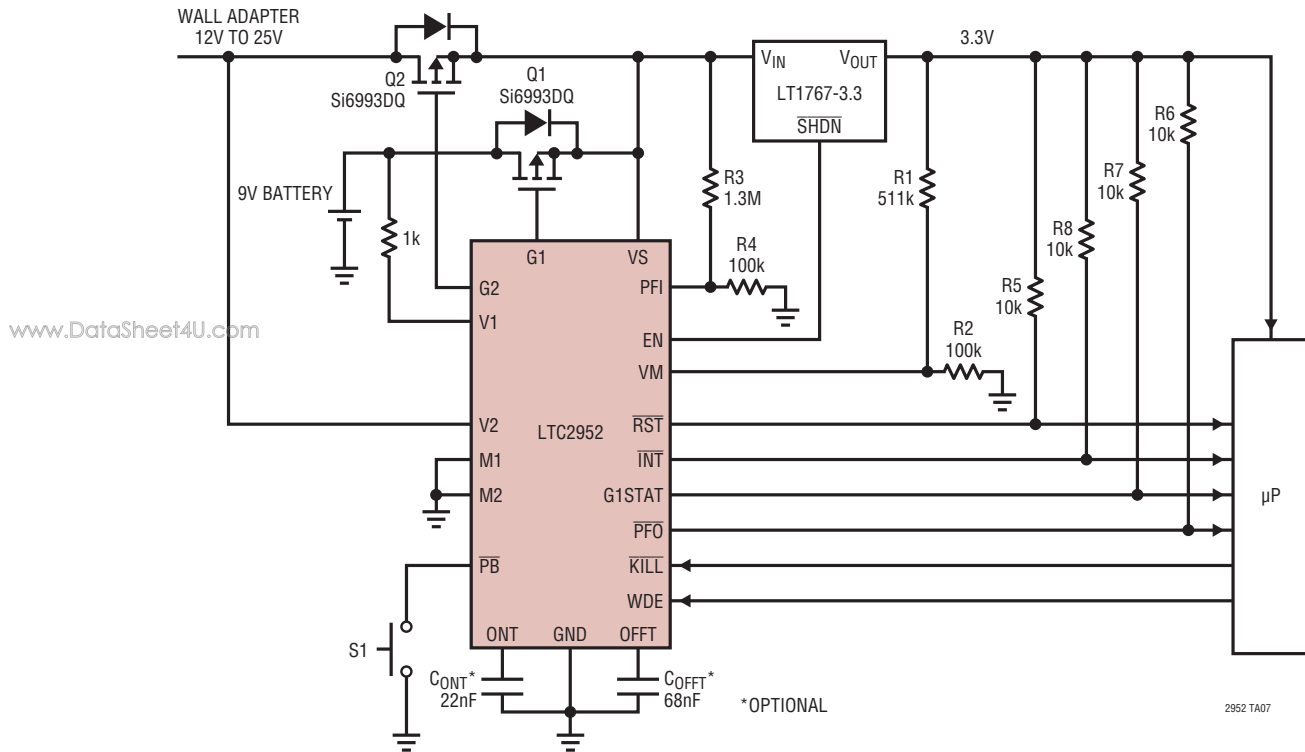 WALL ADAPTER
12V TO 25V
Q2
Si6993DQ
Q1
Si6993DQ
VIN
VOUT
LT1767-3.3
SHDN
3.3V
9V BATTERY
1k
R3
1.3M
R4
100k
R1
511k
R2
100k
R5
10k
R8
10k
R7
10k
R6
10k
www.DataSheet4U.com
G1
VS
G2
V1
V2
M1
M2
PB
LTC2952
PFI
EN
VM
RST
INT
G1STAT
PFO
KILL
WDE
ONT
GND
OFFT
µP
S1
CONT*
22nF
COFFT*
68nF
*OPTIONAL
2952 TA07